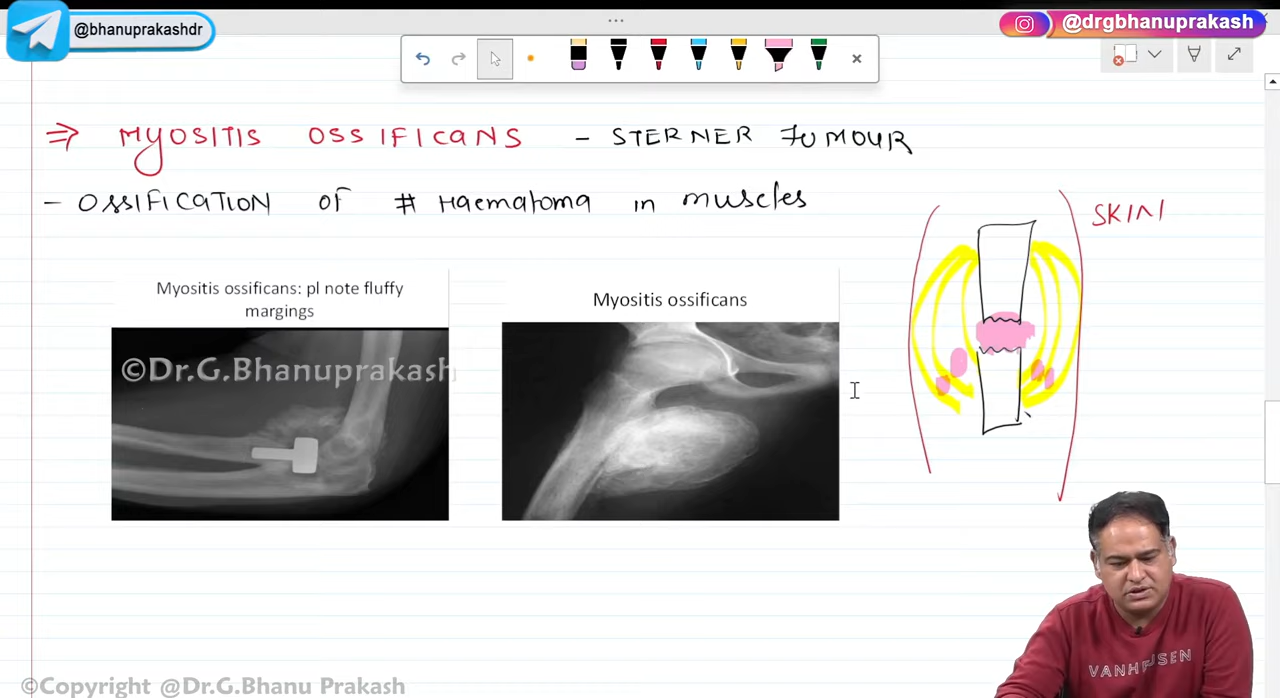 @bhanuprakashdr
@drgbhanuprakash
⇒ MYOSITIS OSSIFICANS - STERNER TUMOUR
- OSSIFICATION OF # HAEMATOMA in muscles
SKIN
Myositis ossificans: pl note fluffy
margings
Myositis ossificans
©Dr.G.Bhanuprakash
VANHEUSEN
©Copyright @Dr.G.Bhanu Prakash